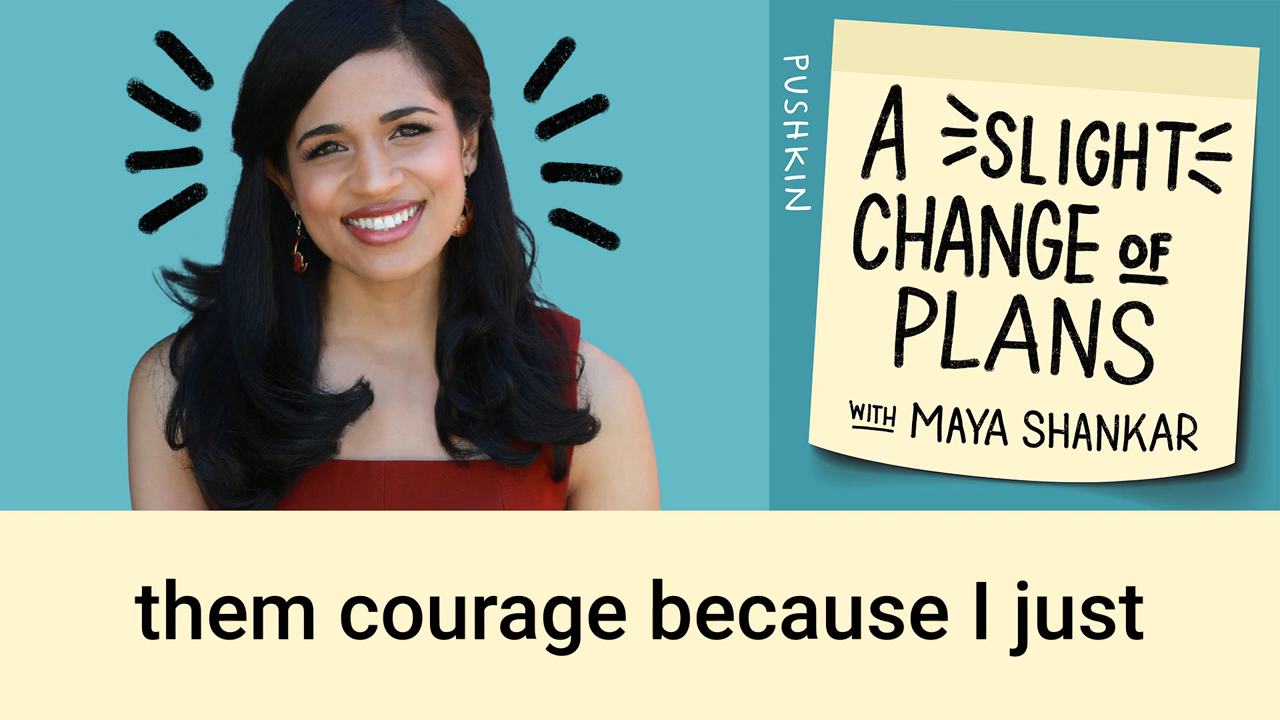 PUSHKIN
A SLIGHT
CHANGE OF
PLANS
WITH MAYA SHANKAR
them courage because I just